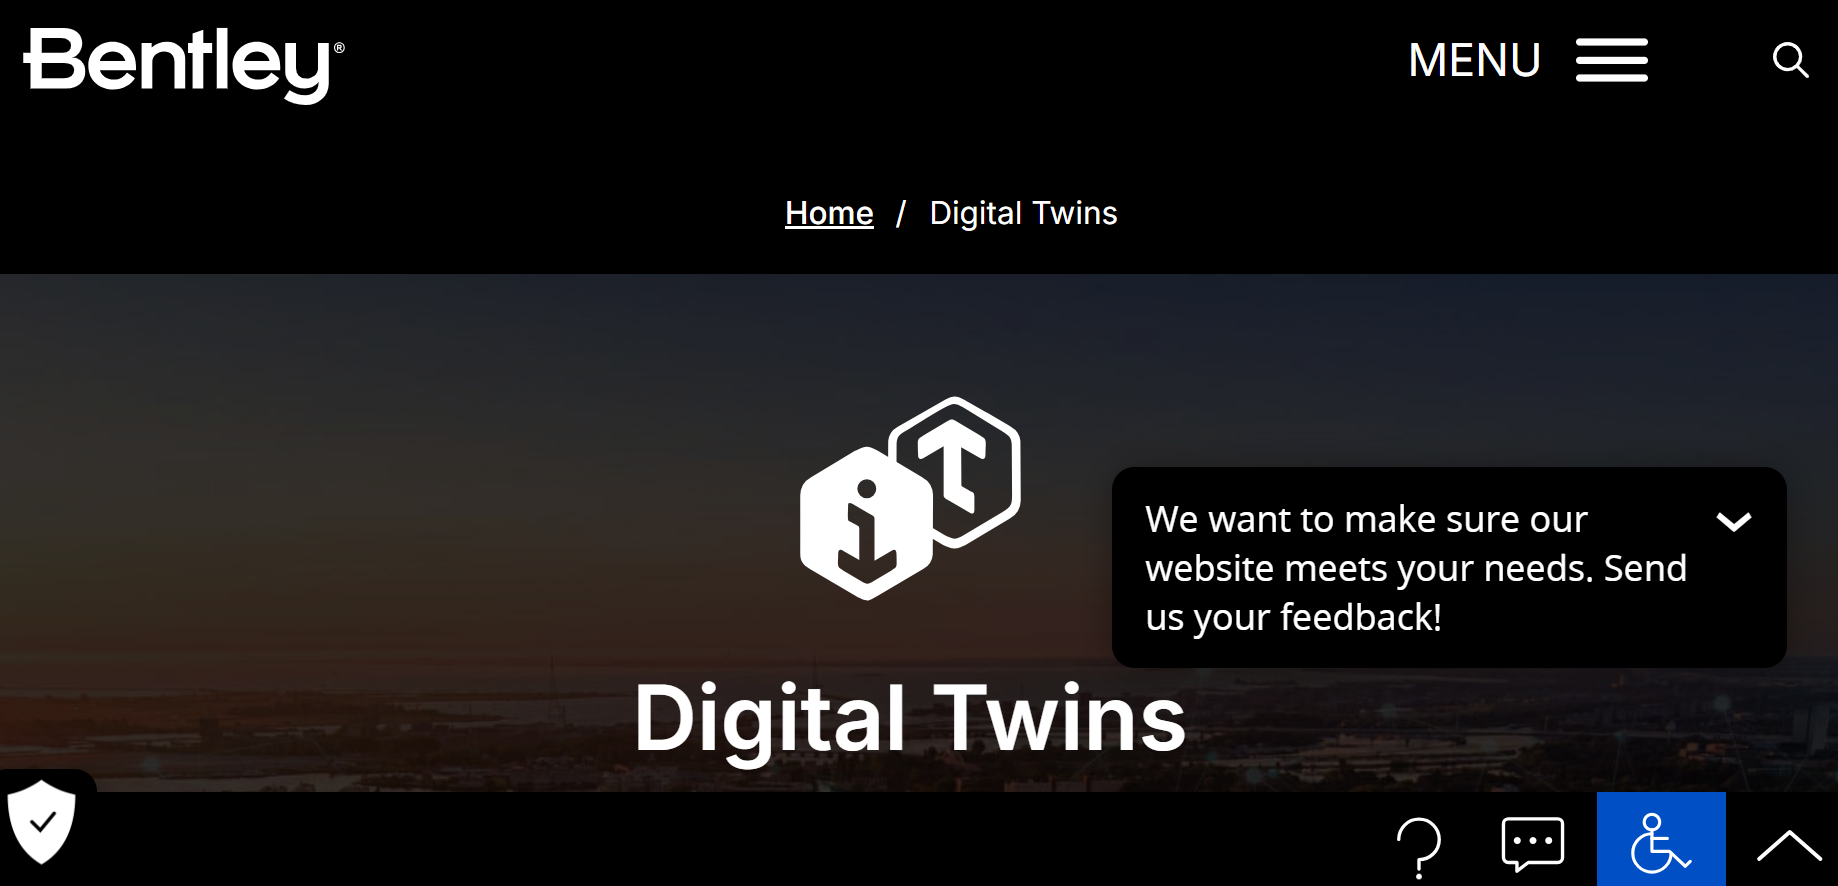 Bentley®
MENU
Home / Digital Twins
iT
We want to make sure our
website meets your needs. Send
us your feedback!
Digital Twins